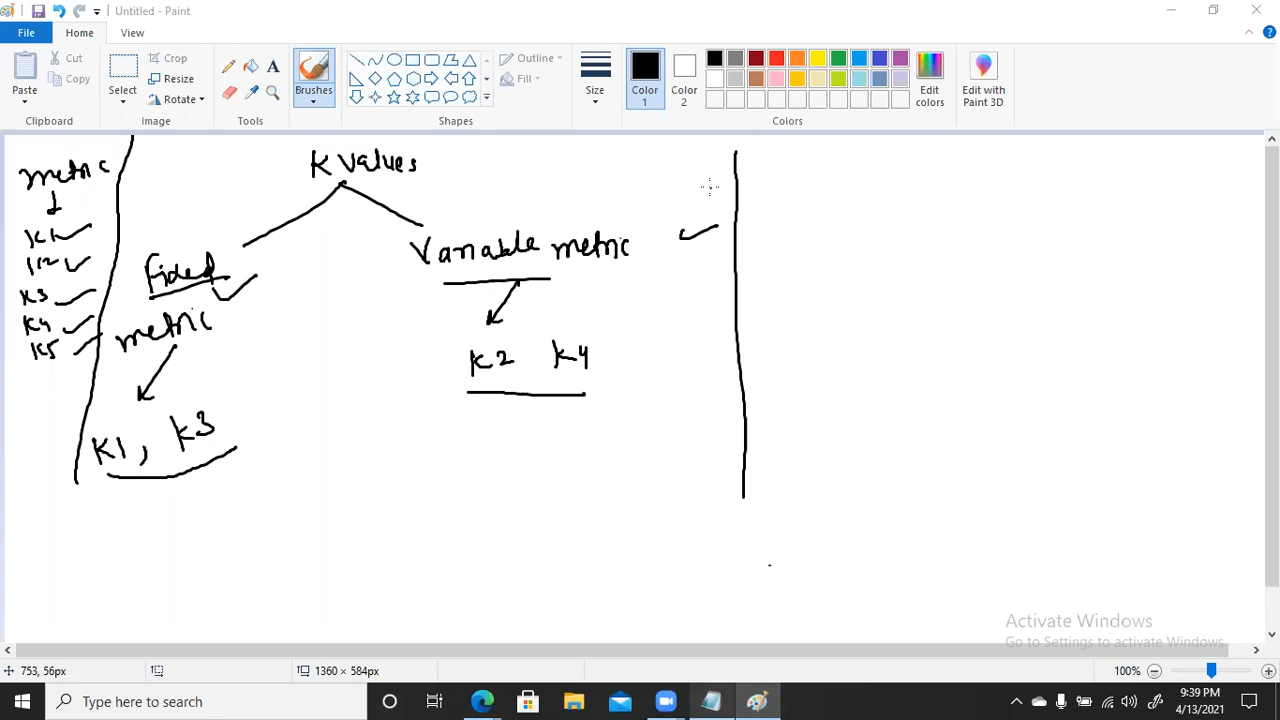 Untitled - Paint
File
Home
View
Paste
Cut
Copy
Clipboard
Select
Crop
Resize
Rotate
Image
Tools
Brushes
Shapes
Outline
Fill
Size
Color 1
Color 2
Colors
Edit colors
Edit with Paint 3D
metric
K1
K2
K3
K4
K5
K Values
Fided
metric
K1, K3
Variable metric
K2 K4
Activate Windows
Go to Settings to activate Windows.
753, 56px
1360 × 584px
100%
Type here to search
9:39 PM
4/13/2021